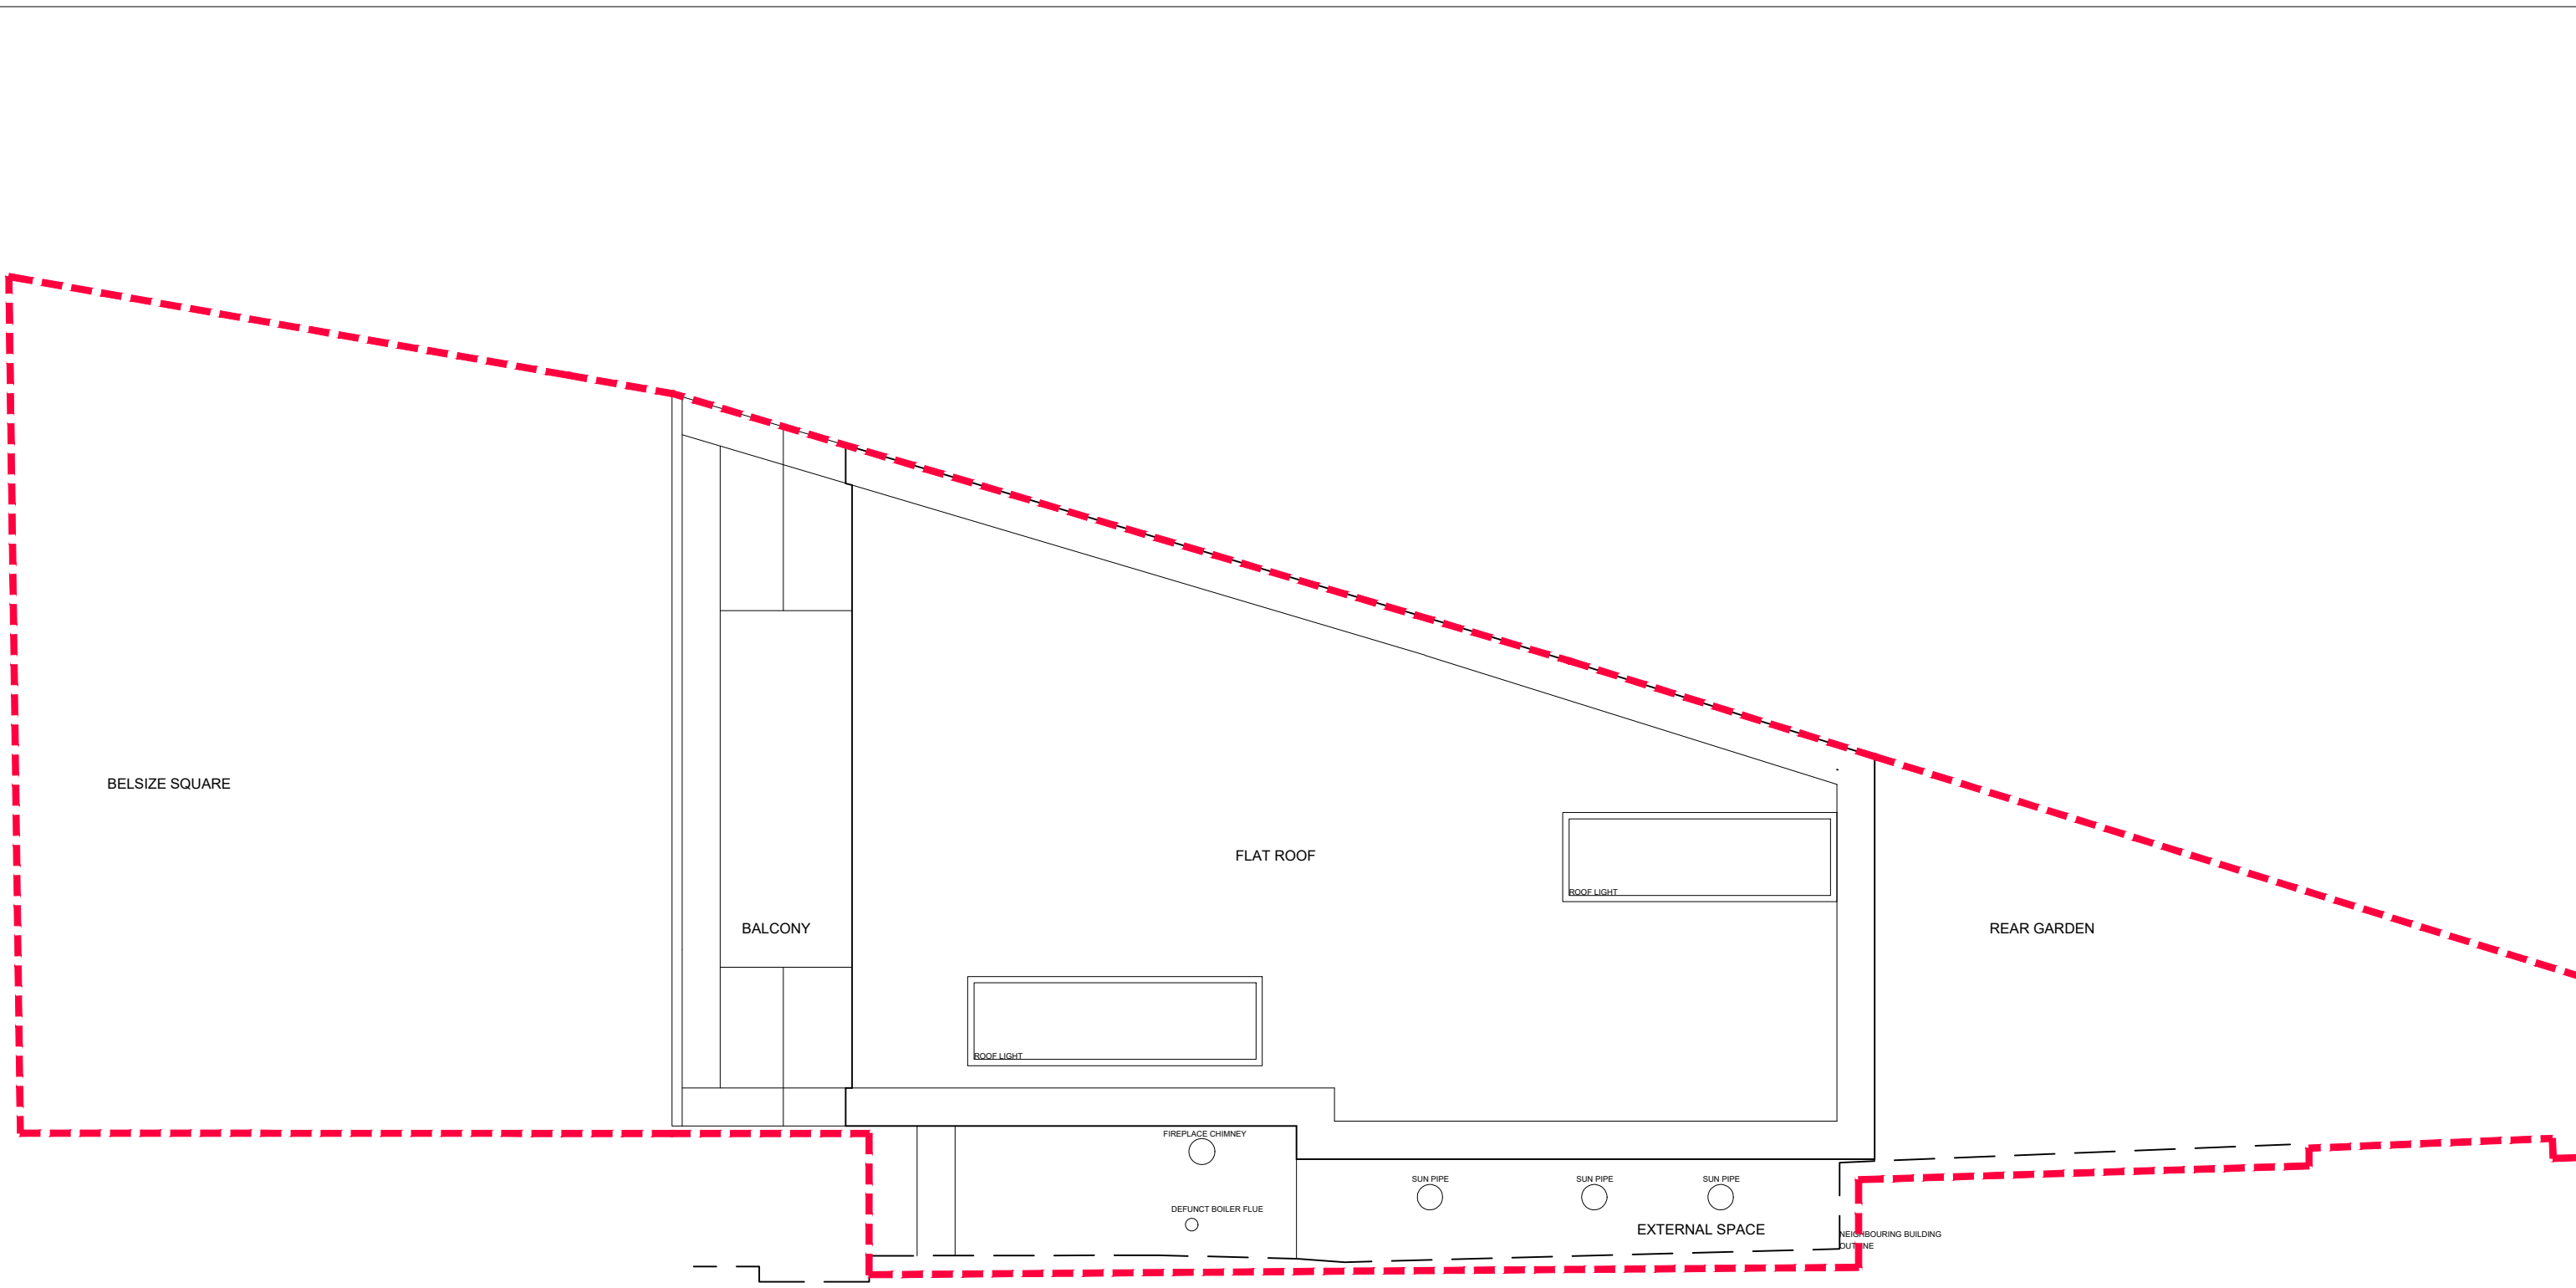 BELSIZE SQUARE
FLAT ROOF
ROOF LIGHT
BALCONY
REAR GARDEN
ROOF LIGHT
FIREPLACE CHIMNEY
SUN PIPE
SUN PIPE
SUN PIPE
DEFUNCT BOILER FLUE
EXTERNAL SPACE
NEIGHBOURING BUILDING
OUTLINE